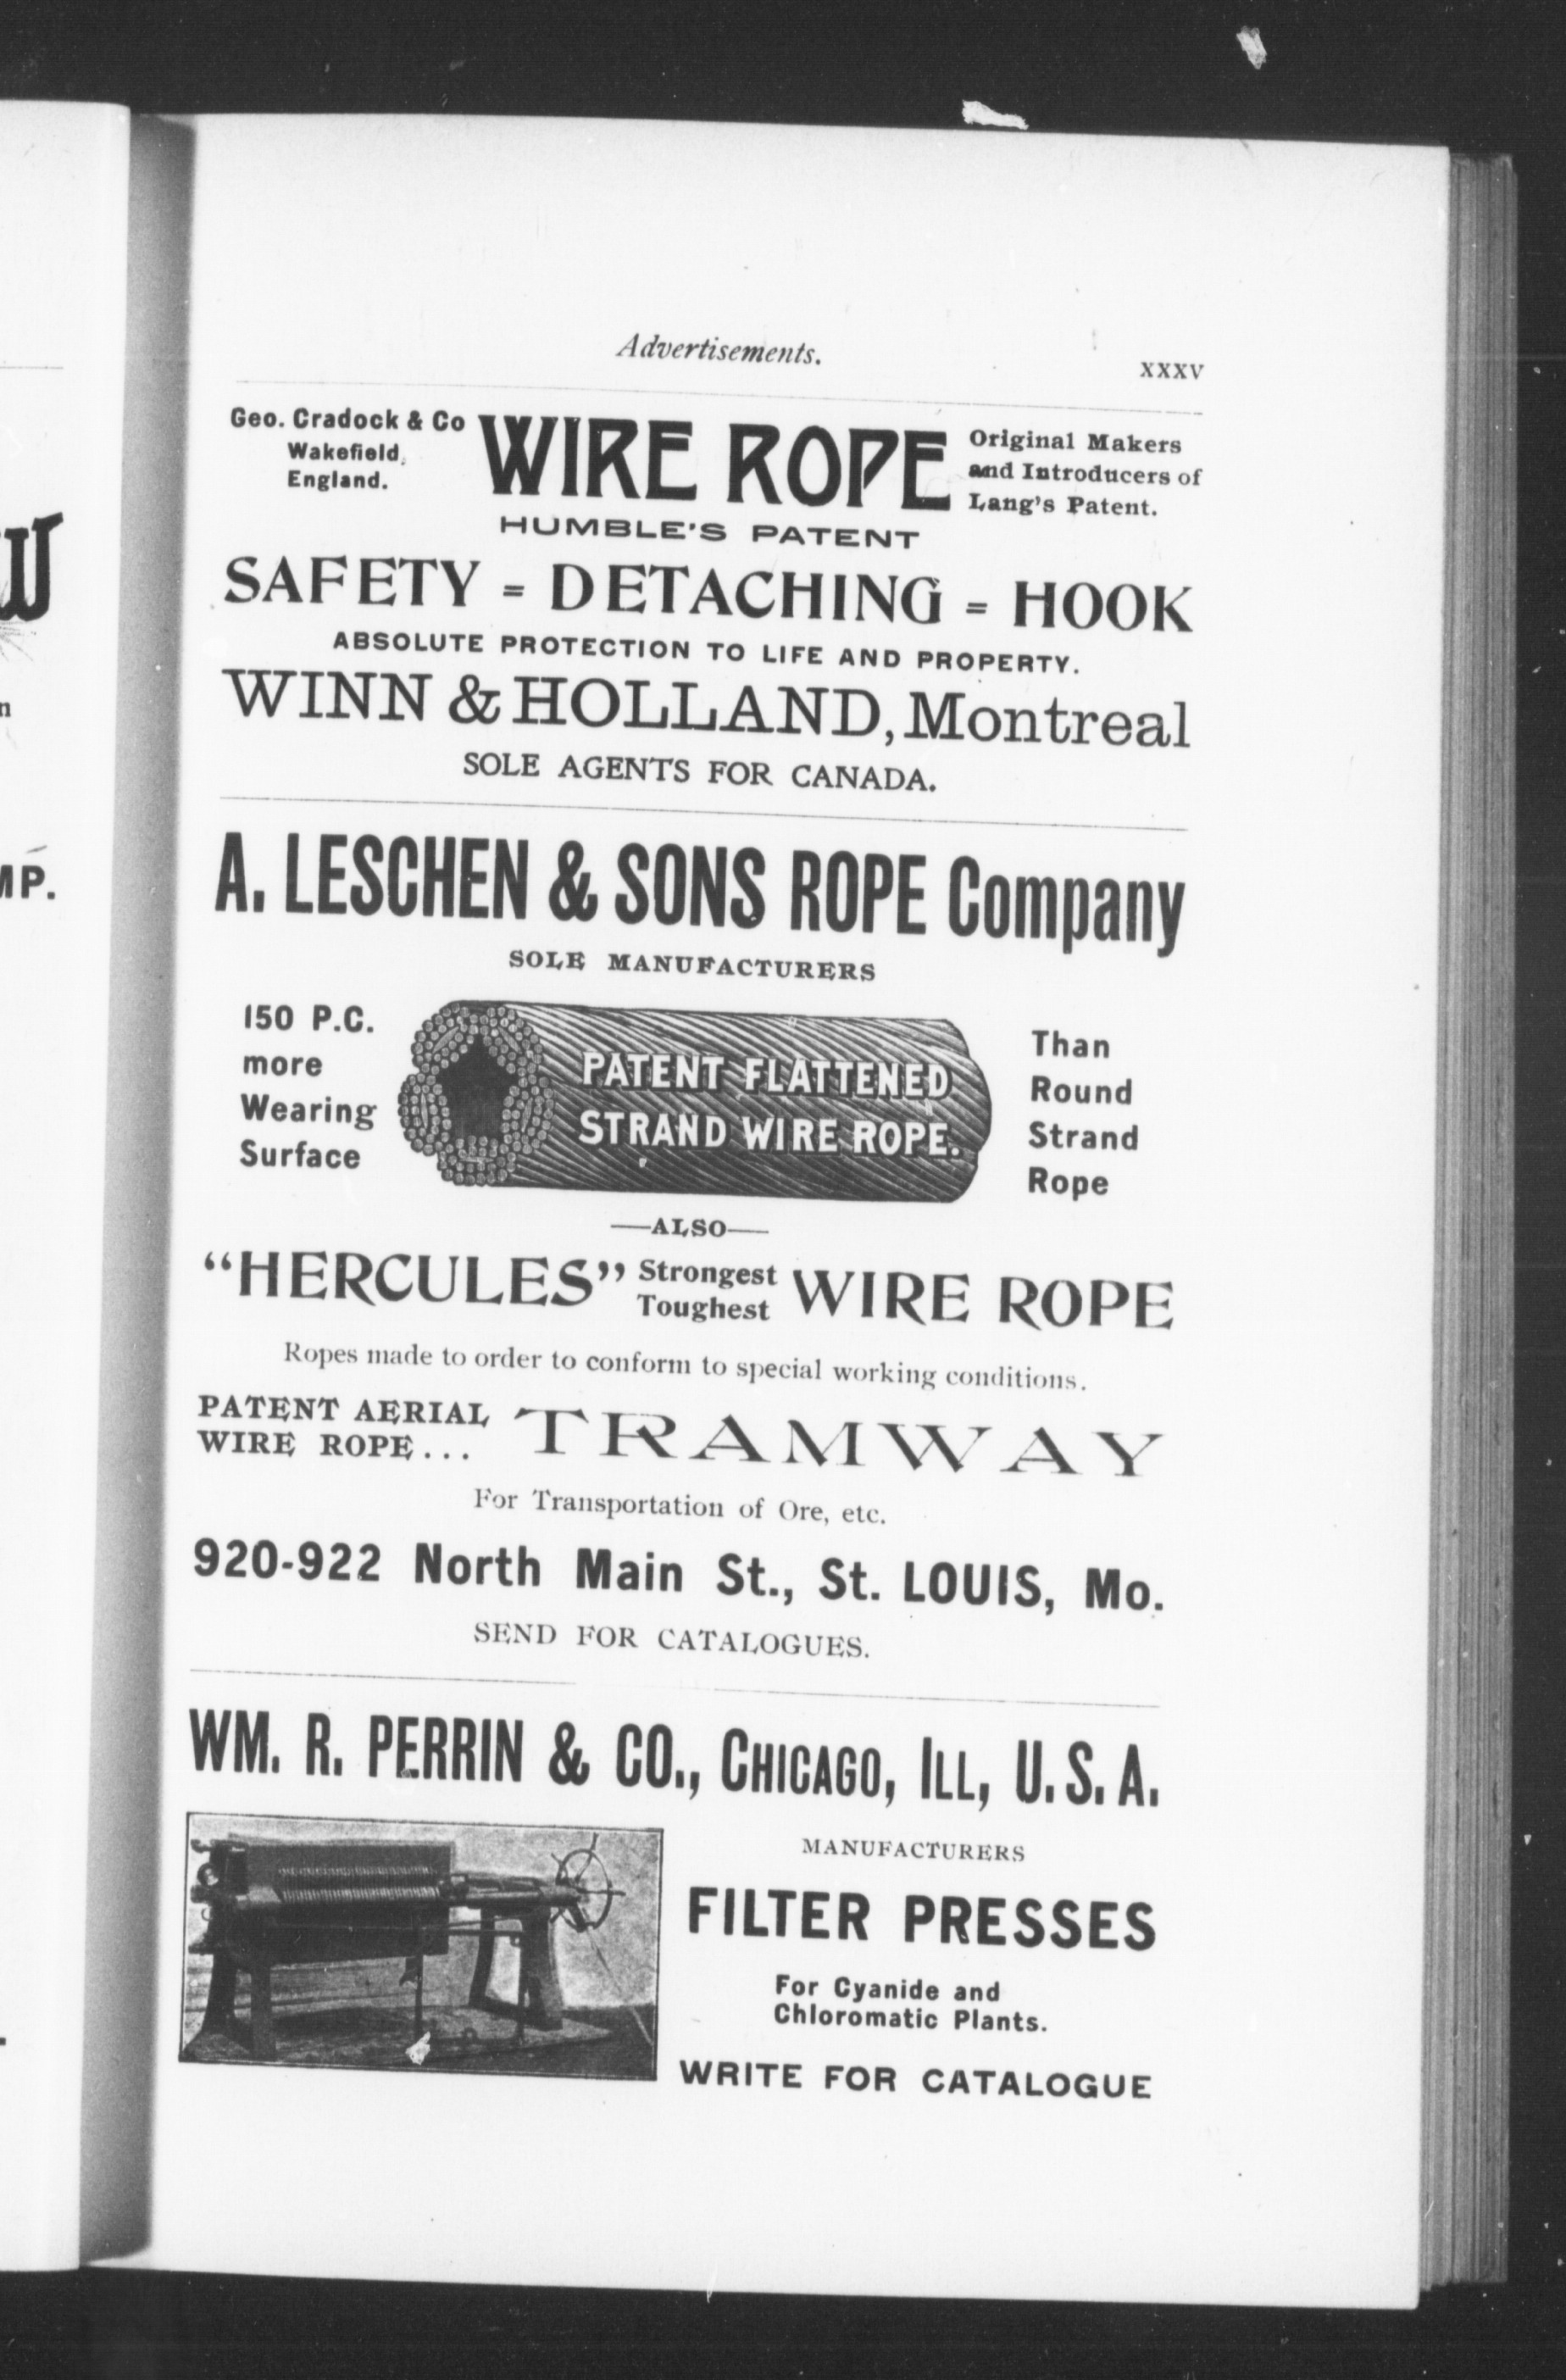 Advertisements.
xxxv
Geo. Cradock & Co
Wakefield,
England.
WIRE ROPE
Original Makers
and Introducers of
Lang's Patent.
HUMBLE'S PATENT
SAFETY = DETACHING = HOOK
ABSOLUTE PROTECTION TO LIFE AND PROPERTY.
WINN & HOLLAND, Montreal
SOLE AGENTS FOR CANADA.
A. LESCHEN & SONS ROPE Company
SOLE MANUFACTURERS
150 P.C.
more
Wearing
Surface
PATENT FLATTENED
STRAND WIRE ROPE.
Than
Round
Strand
Rope
—ALSO—
"HERCULES" Strongest
Toughest
WIRE ROPE
Ropes made to order to conform to special working conditions.
PATENT AERIAL
WIRE ROPE...
TRAMWAY
For Transportation of Ore, etc.
920-922 North Main St., St. LOUIS, Mo.
SEND FOR CATALOGUES.
WM. R. PERRIN & CO., CHICAGO, ILL, U. S. A.
MANUFACTURERS
FILTER PRESSES
For Cyanide and
Chloromatic Plants.
WRITE FOR CATALOGUE